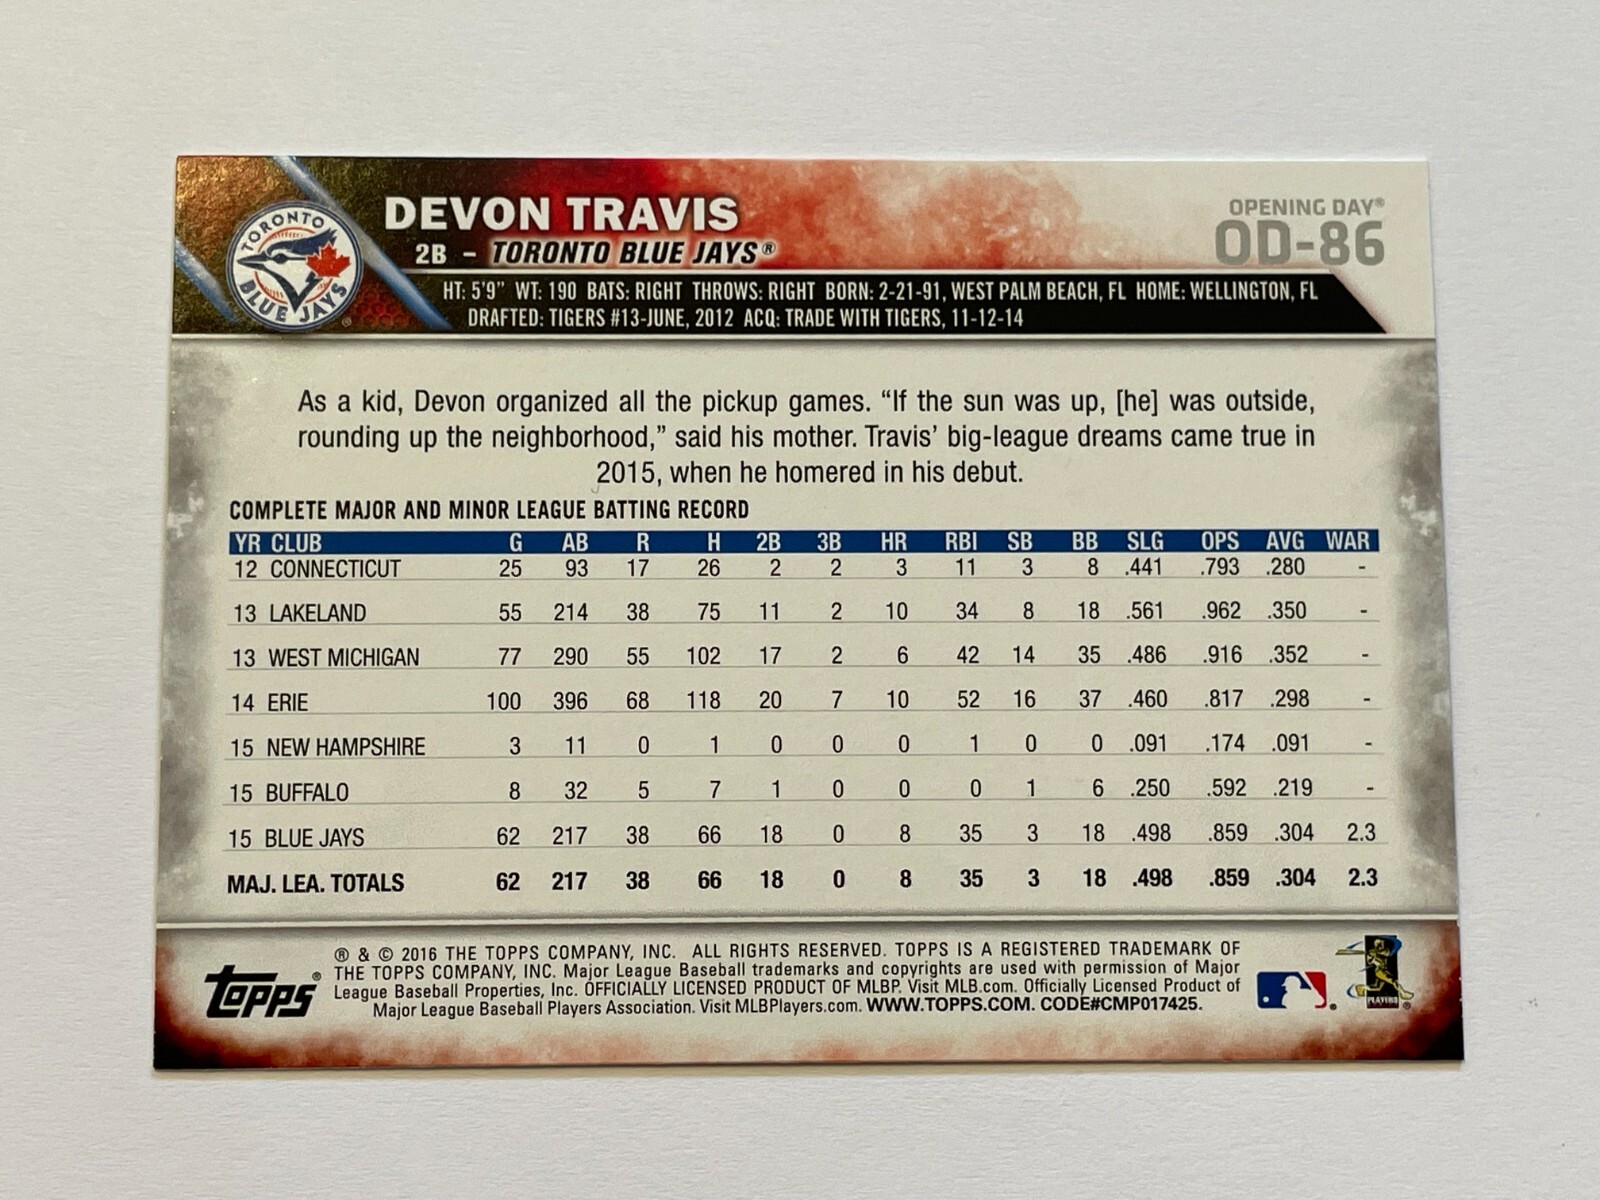 TORONTO
BLUE JAYS
DEVON TRAVIS
2B – TORONTO BLUE JAYS®
OPENING DAY®
OD-86
HT: 5'9" WT: 190 BATS: RIGHT THROWS: RIGHT BORN: 2-21-91, WEST PALM BEACH, FL HOME: WELLINGTON, FL
DRAFTED: TIGERS #13-JUNE, 2012 ACQ: TRADE WITH TIGERS, 11-12-14
As a kid, Devon organized all the pickup games. “If the sun was up, [he] was outside,
rounding up the neighborhood,” said his mother. Travis’ big-league dreams came true in
2015, when he homered in his debut.
COMPLETE MAJOR AND MINOR LEAGUE BATTING RECORD
YR CLUB G AB R H 2B 3B HR RBI SB BB SLG OPS AVG WAR
12 CONNECTICUT 25 93 17 26 2 2 3 11 3 8 .441 .793 .280 -
13 LAKELAND 55 214 38 75 11 2 10 34 8 18 .561 .962 .350 -
13 WEST MICHIGAN 77 290 55 102 17 2 6 42 14 35 .486 .916 .352 -
14 ERIE 100 396 68 118 20 7 10 52 16 37 .460 .817 .298 -
15 NEW HAMPSHIRE 3 11 0 1 0 0 0 1 0 0 .091 .174 .091 -
15 BUFFALO 8 32 5 7 1 0 0 0 1 6 .250 .592 .219 -
15 BLUE JAYS 62 217 38 66 18 0 8 35 3 18 .498 .859 .304 2.3
MAJ. LEA. TOTALS 62 217 38 66 18 0 8 35 3 18 .498 .859 .304 2.3
topps®
® & © 2016 THE TOPPS COMPANY, INC. ALL RIGHTS RESERVED. TOPPS IS A REGISTERED TRADEMARK OF
THE TOPPS COMPANY, INC. Major League Baseball trademarks and copyrights are used with permission of Major
League Baseball Properties, Inc. OFFICIALLY LICENSED PRODUCT OF MLBP. Visit MLB.com. Officially Licensed Product of
Major League Baseball Players Association. Visit MLBPlayers.com. WWW.TOPPS.COM. CODE#CMP017425.
PLAYERS